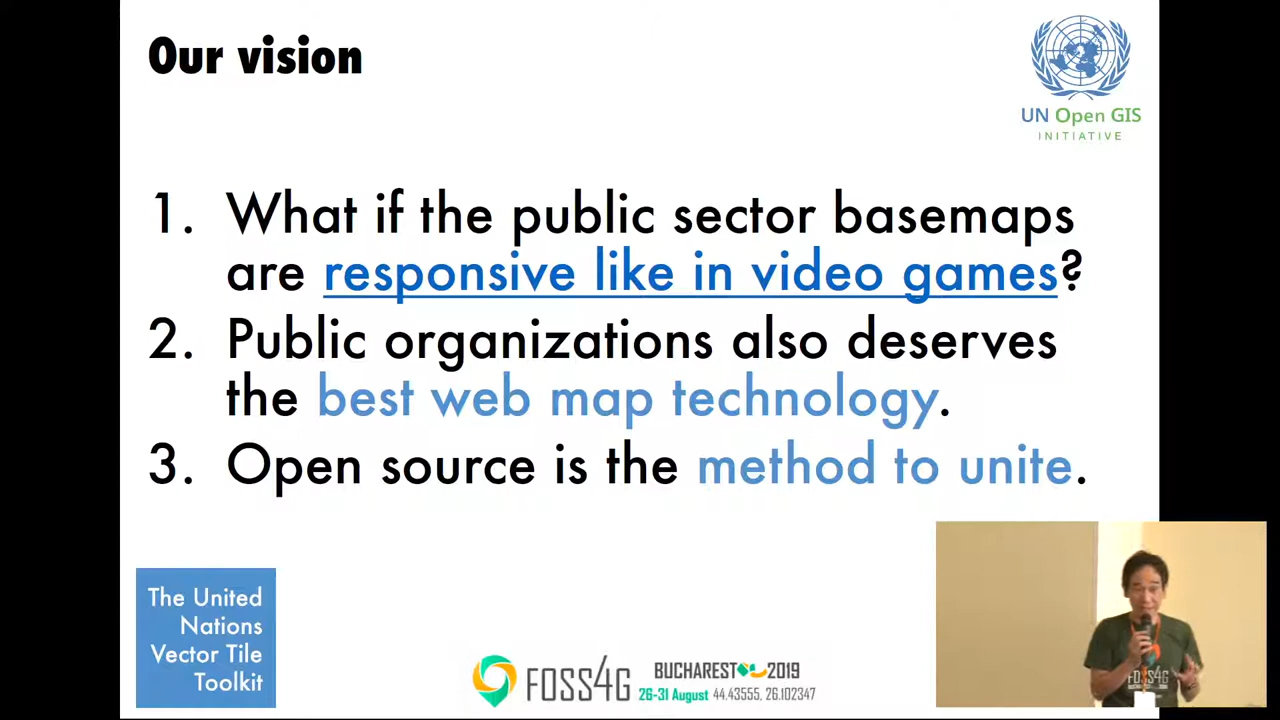 Our vision
UN Open GIS
INITIATIVE
1. What if the public sector basemaps
are responsive like in video games?
2. Public organizations also deserves
the best web map technology.
3. Open source is the method to unite.
The United
Nations
Vector Tile
Toolkit
FOSS4G
BUCHAREST 2019
26-31 August 44.43555, 26.102347
FOSS4G